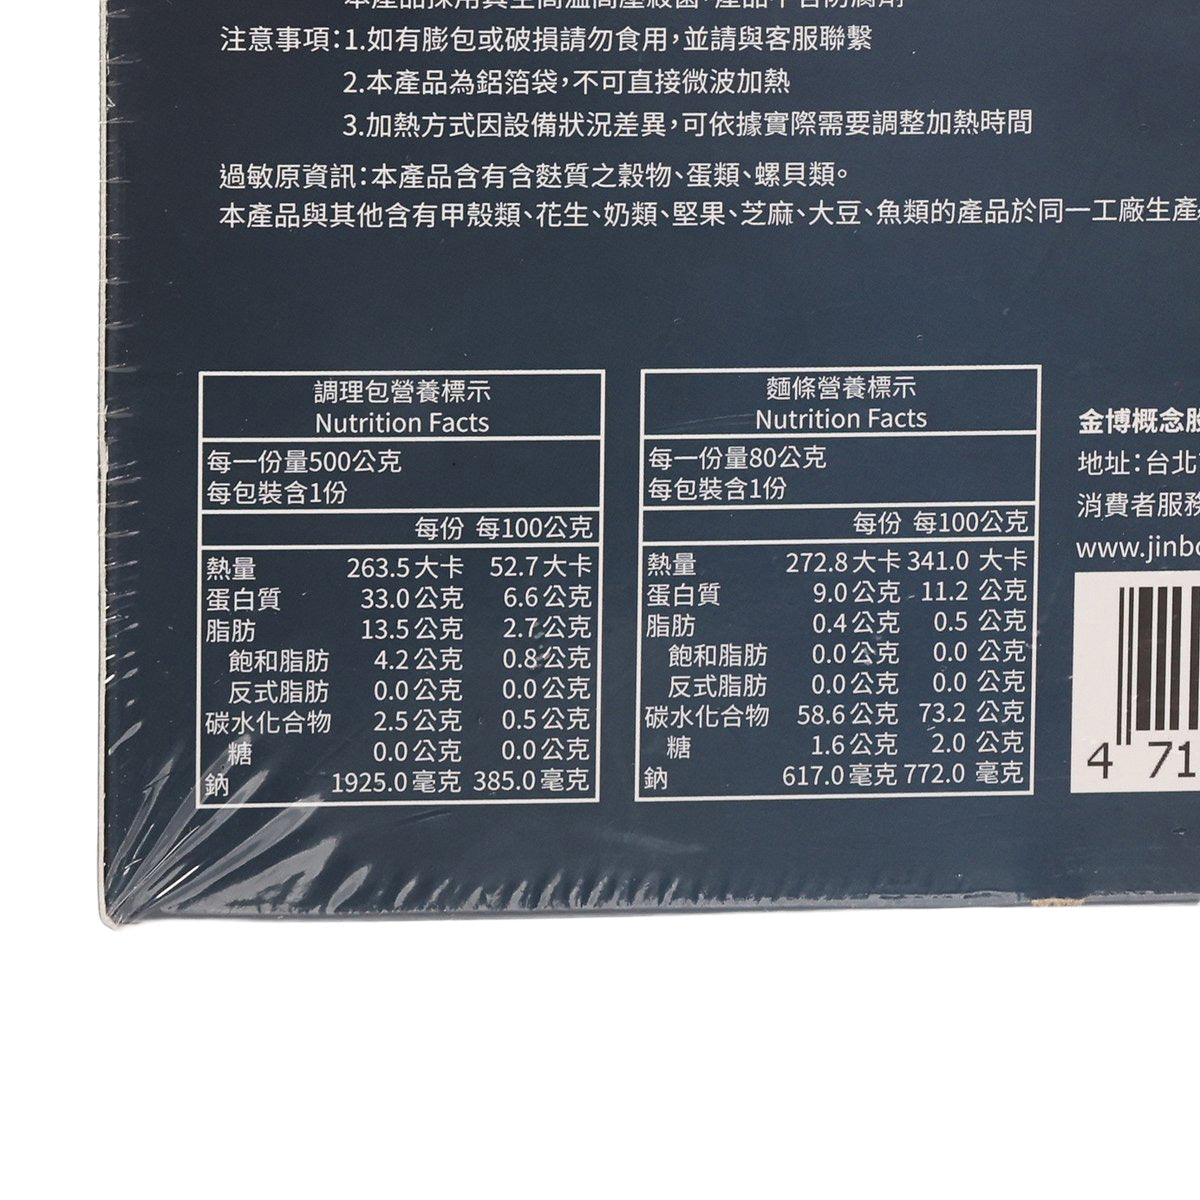 注意事項：1.如有膨包或破損請勿食用，並請與客服聯繫
2.本產品為鋁箔袋，不可直接微波加熱
3.加熱方式因設備狀況差異，可依據實際需要調整加熱時間
過敏原資訊：本產品含有含麩質之穀物、蛋類、螺貝類。
本產品與其他含有甲殼類、花生、奶類、堅果、芝麻、大豆、魚類的產品於同一工廠生產
調理包營養標示
Nutrition Facts
每一份量500公克
每包裝含1份
每份 每100公克
熱量 263.5大卡 52.7大卡
蛋白質 33.0公克 6.6公克
脂肪 13.5公克 2.7公克
飽和脂肪 4.2公克 0.8公克
反式脂肪 0.0公克 0.0公克
碳水化合物 2.5公克 0.5公克
糖 0.0公克 0.0公克
鈉 1925.0毫克 385.0毫克
麵條營養標示
Nutrition Facts
每一份量80公克
每包裝含1份
每份 每100公克
熱量 272.8大卡 341.0 大卡
蛋白質 9.0公克 11.2 公克
脂肪 0.4公克 0.5 公克
飽和脂肪 0.0公克 0.0 公克
反式脂肪 0.0公克 0.0 公克
碳水化合物 58.6公克 73.2 公克
糖 1.6公克 2.0 公克
鈉 617.0毫克 772.0 毫克
金博概念
地址：台北
消費者服務
www.jinbo
4 71